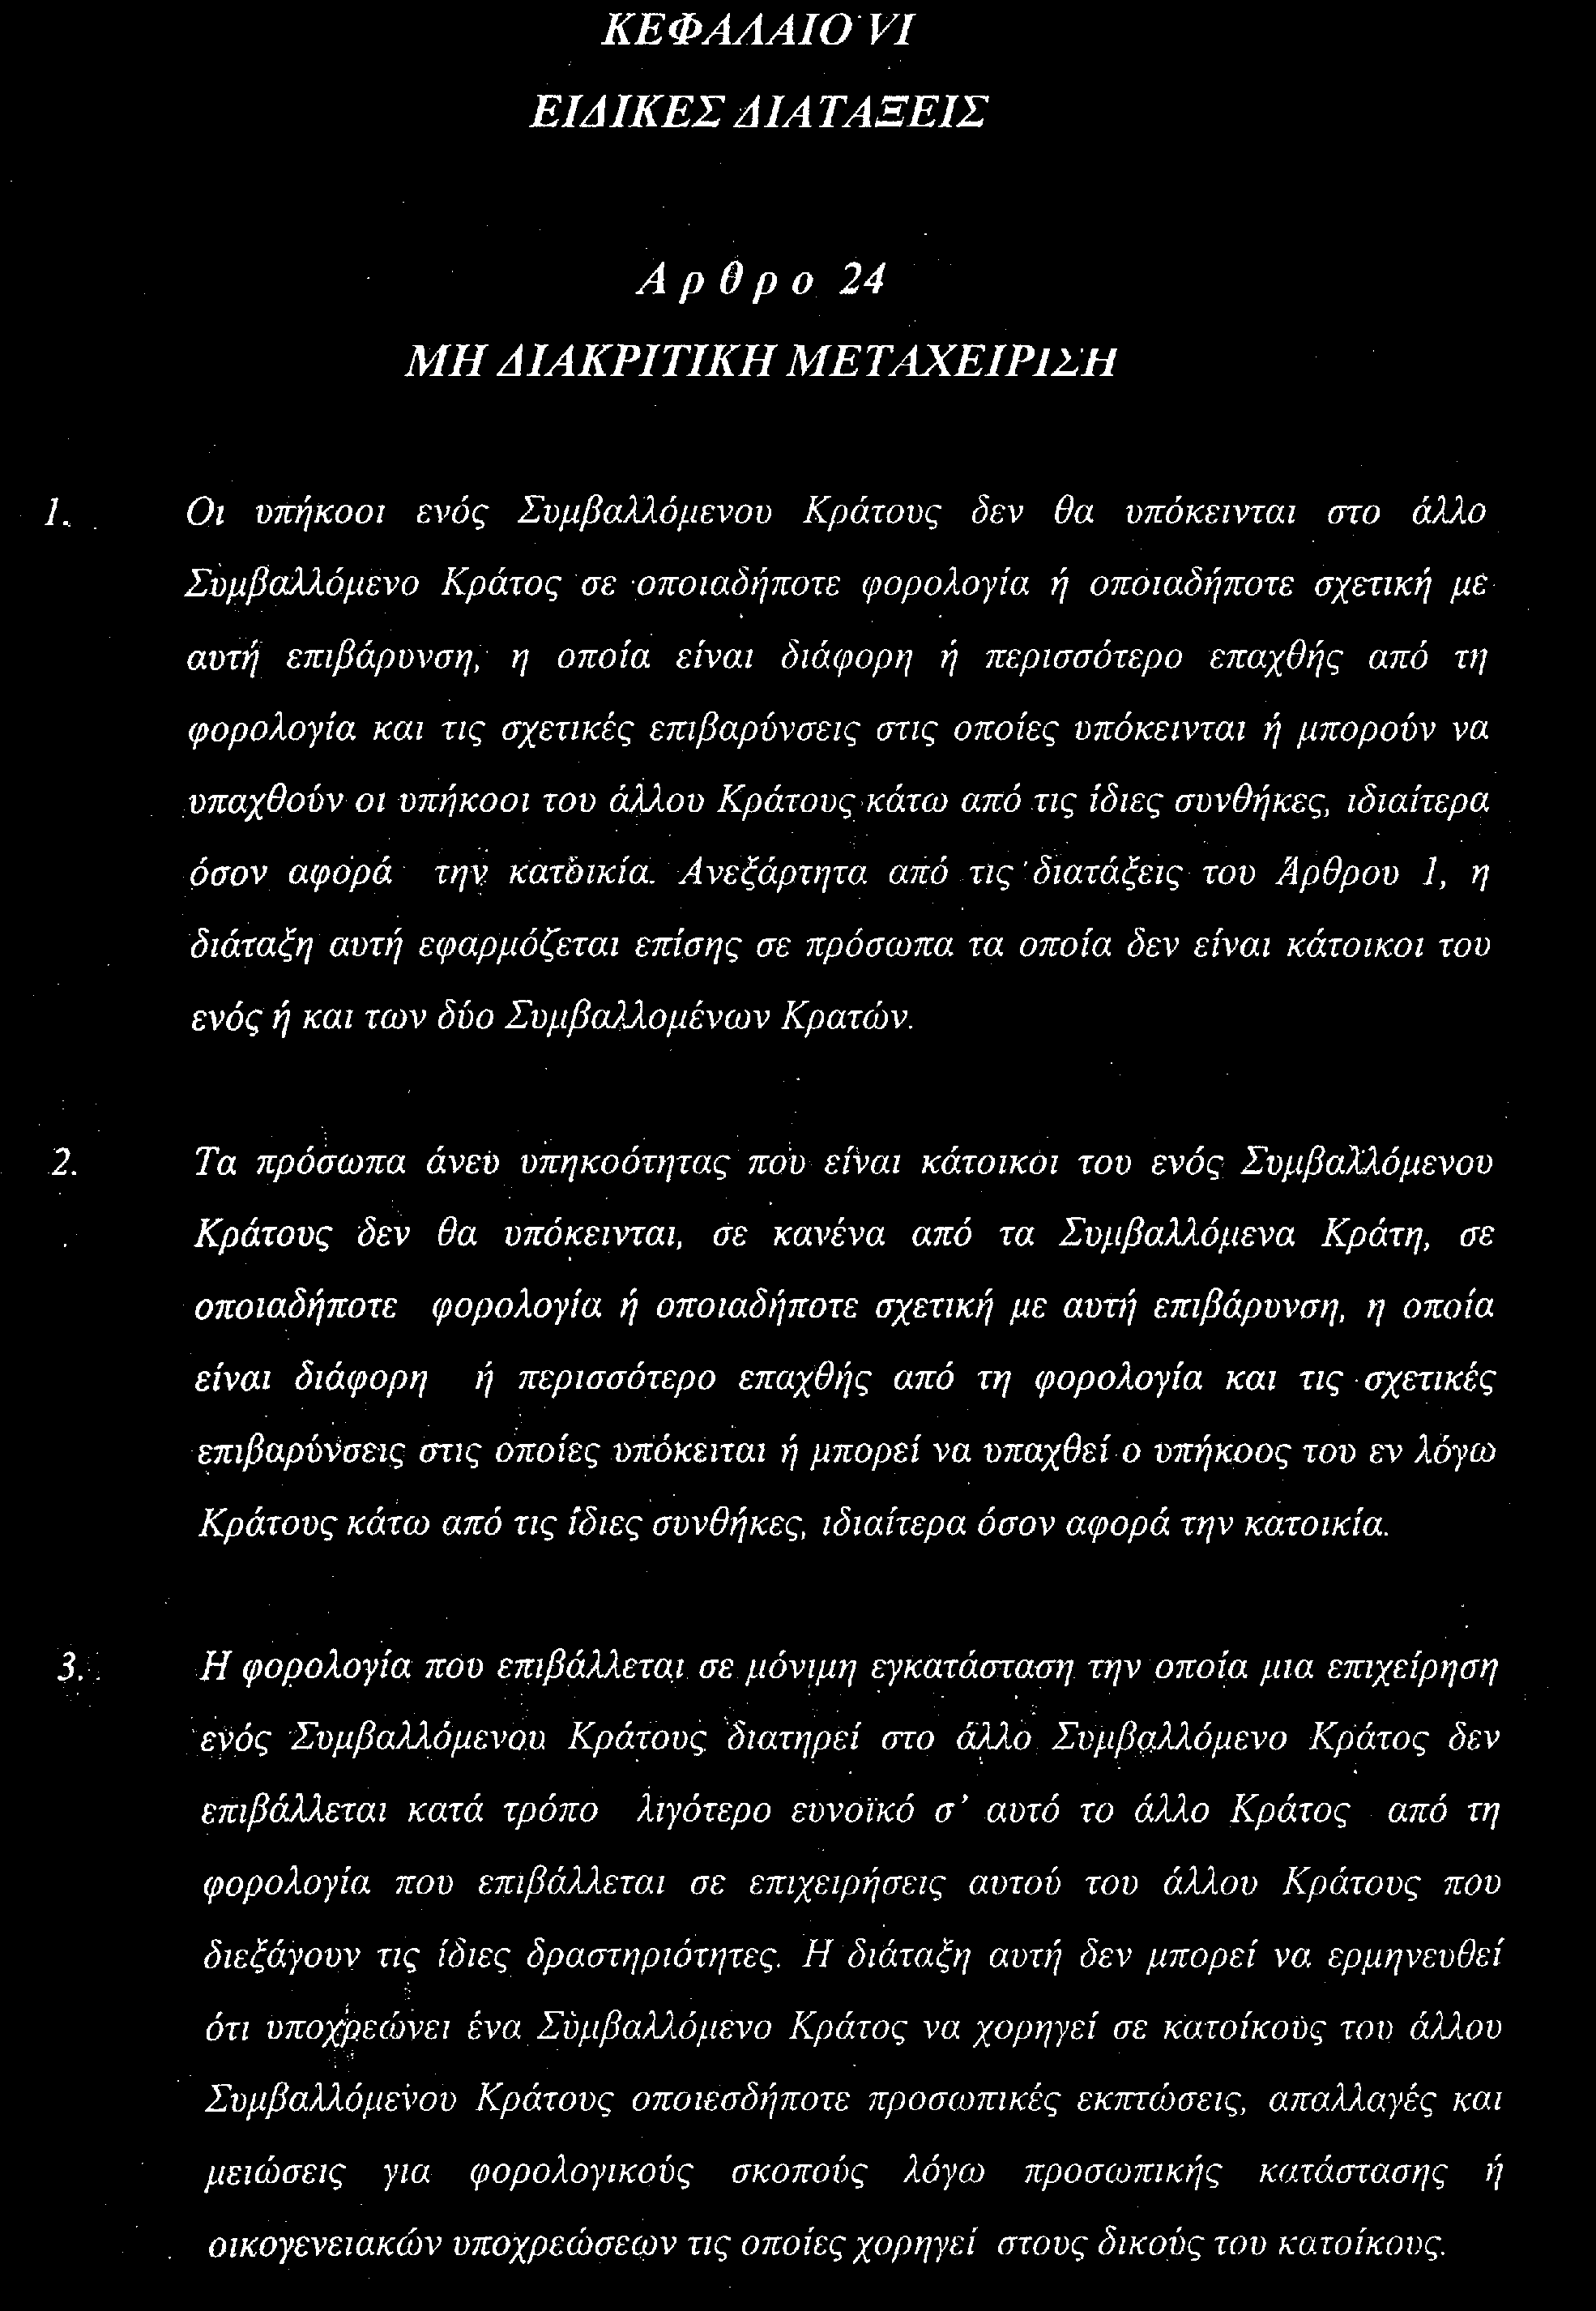 ΚΕΦΑΛΑΙΟ VI
ΕΙΔΙΚΕΣ ΔΙΑΤΑΞΕΙΣ
Α ρ θ ρ ο 24
ΜΗ ΔΙΑΚΡΙΤΙΚΗ ΜΕΤΑΧΕΙΡΙΣΗ
1. Οι υπήκοοι ενός Συμβαλλόμενου Κράτους δεν θα υπόκεινται στο άλλο
Συμβαλλόμενο Κράτος σε οποιαδήποτε φορολογία ή οποιαδήποτε σχετική με
αυτή επιβάρυνση, η οποία είναι διάφορη ή περισσότερο επαχθής από τη
φορολογία και τις σχετικές επιβαρύνσεις στις οποίες υπόκεινται ή μπορούν να
υπαχθούν οι υπήκοοι του άλλου Κράτους κάτω από τις ίδιες συνθήκες, ιδιαίτερα
όσον αφορά την κατοικία. Ανεξάρτητα από τις διατάξεις του Άρθρου 1, η
διάταξη αυτή εφαρμόζεται επίσης σε πρόσωπα τα οποία δεν είναι κάτοικοι του
ενός ή και των δύο Συμβαλλομένων Κρατών.
2. Τα πρόσωπα άνευ υπηκοότητας που είναι κάτοικοι του ενός Συμβαλλόμενου
Κράτους δεν θα υπόκεινται, σε κανένα από τα Συμβαλλόμενα Κράτη, σε
οποιαδήποτε φορολογία ή οποιαδήποτε σχετική με αυτή επιβάρυνση, η οποία
είναι διάφορη ή περισσότερο επαχθής από τη φορολογία και τις σχετικές
επιβαρύνσεις στις οποίες υπόκειται ή μπορεί να υπαχθεί ο υπήκοος του εν λόγω
Κράτους κάτω από τις ίδιες συνθήκες, ιδιαίτερα όσον αφορά την κατοικία.
3. Η φορολογία που επιβάλλεται σε μόνιμη εγκατάσταση την οποία μια επιχείρηση
ενός Συμβαλλόμενου Κράτους διατηρεί στο άλλο Συμβαλλόμενο Κράτος δεν
επιβάλλεται κατά τρόπο λιγότερο ευνοϊκό σ' αυτό το άλλο Κράτος από τη
φορολογία που επιβάλλεται σε επιχειρήσεις αυτού του άλλου Κράτους που
διεξάγουν τις ίδιες δραστηριότητες. Η διάταξη αυτή δεν μπορεί να ερμηνευθεί
ότι υποχρεώνει ένα Συμβαλλόμενο Κράτος να χορηγεί σε κατοίκους του άλλου
Συμβαλλόμενου Κράτους οποιεσδήποτε προσωπικές εκπτώσεις, απαλλαγές και
μειώσεις για φορολογικούς σκοπούς λόγω προσωπικής κατάστασης ή
οικογενειακών υποχρεώσεων τις οποίες χορηγεί στους δικούς του κατοίκους.